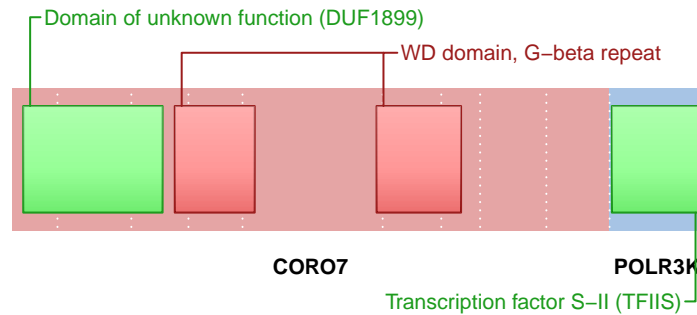 Domain of unknown function (DUF1899)
WD domain, G−beta repeat
CORO7
POLR3K
Transcription factor S−II (TFIIS)